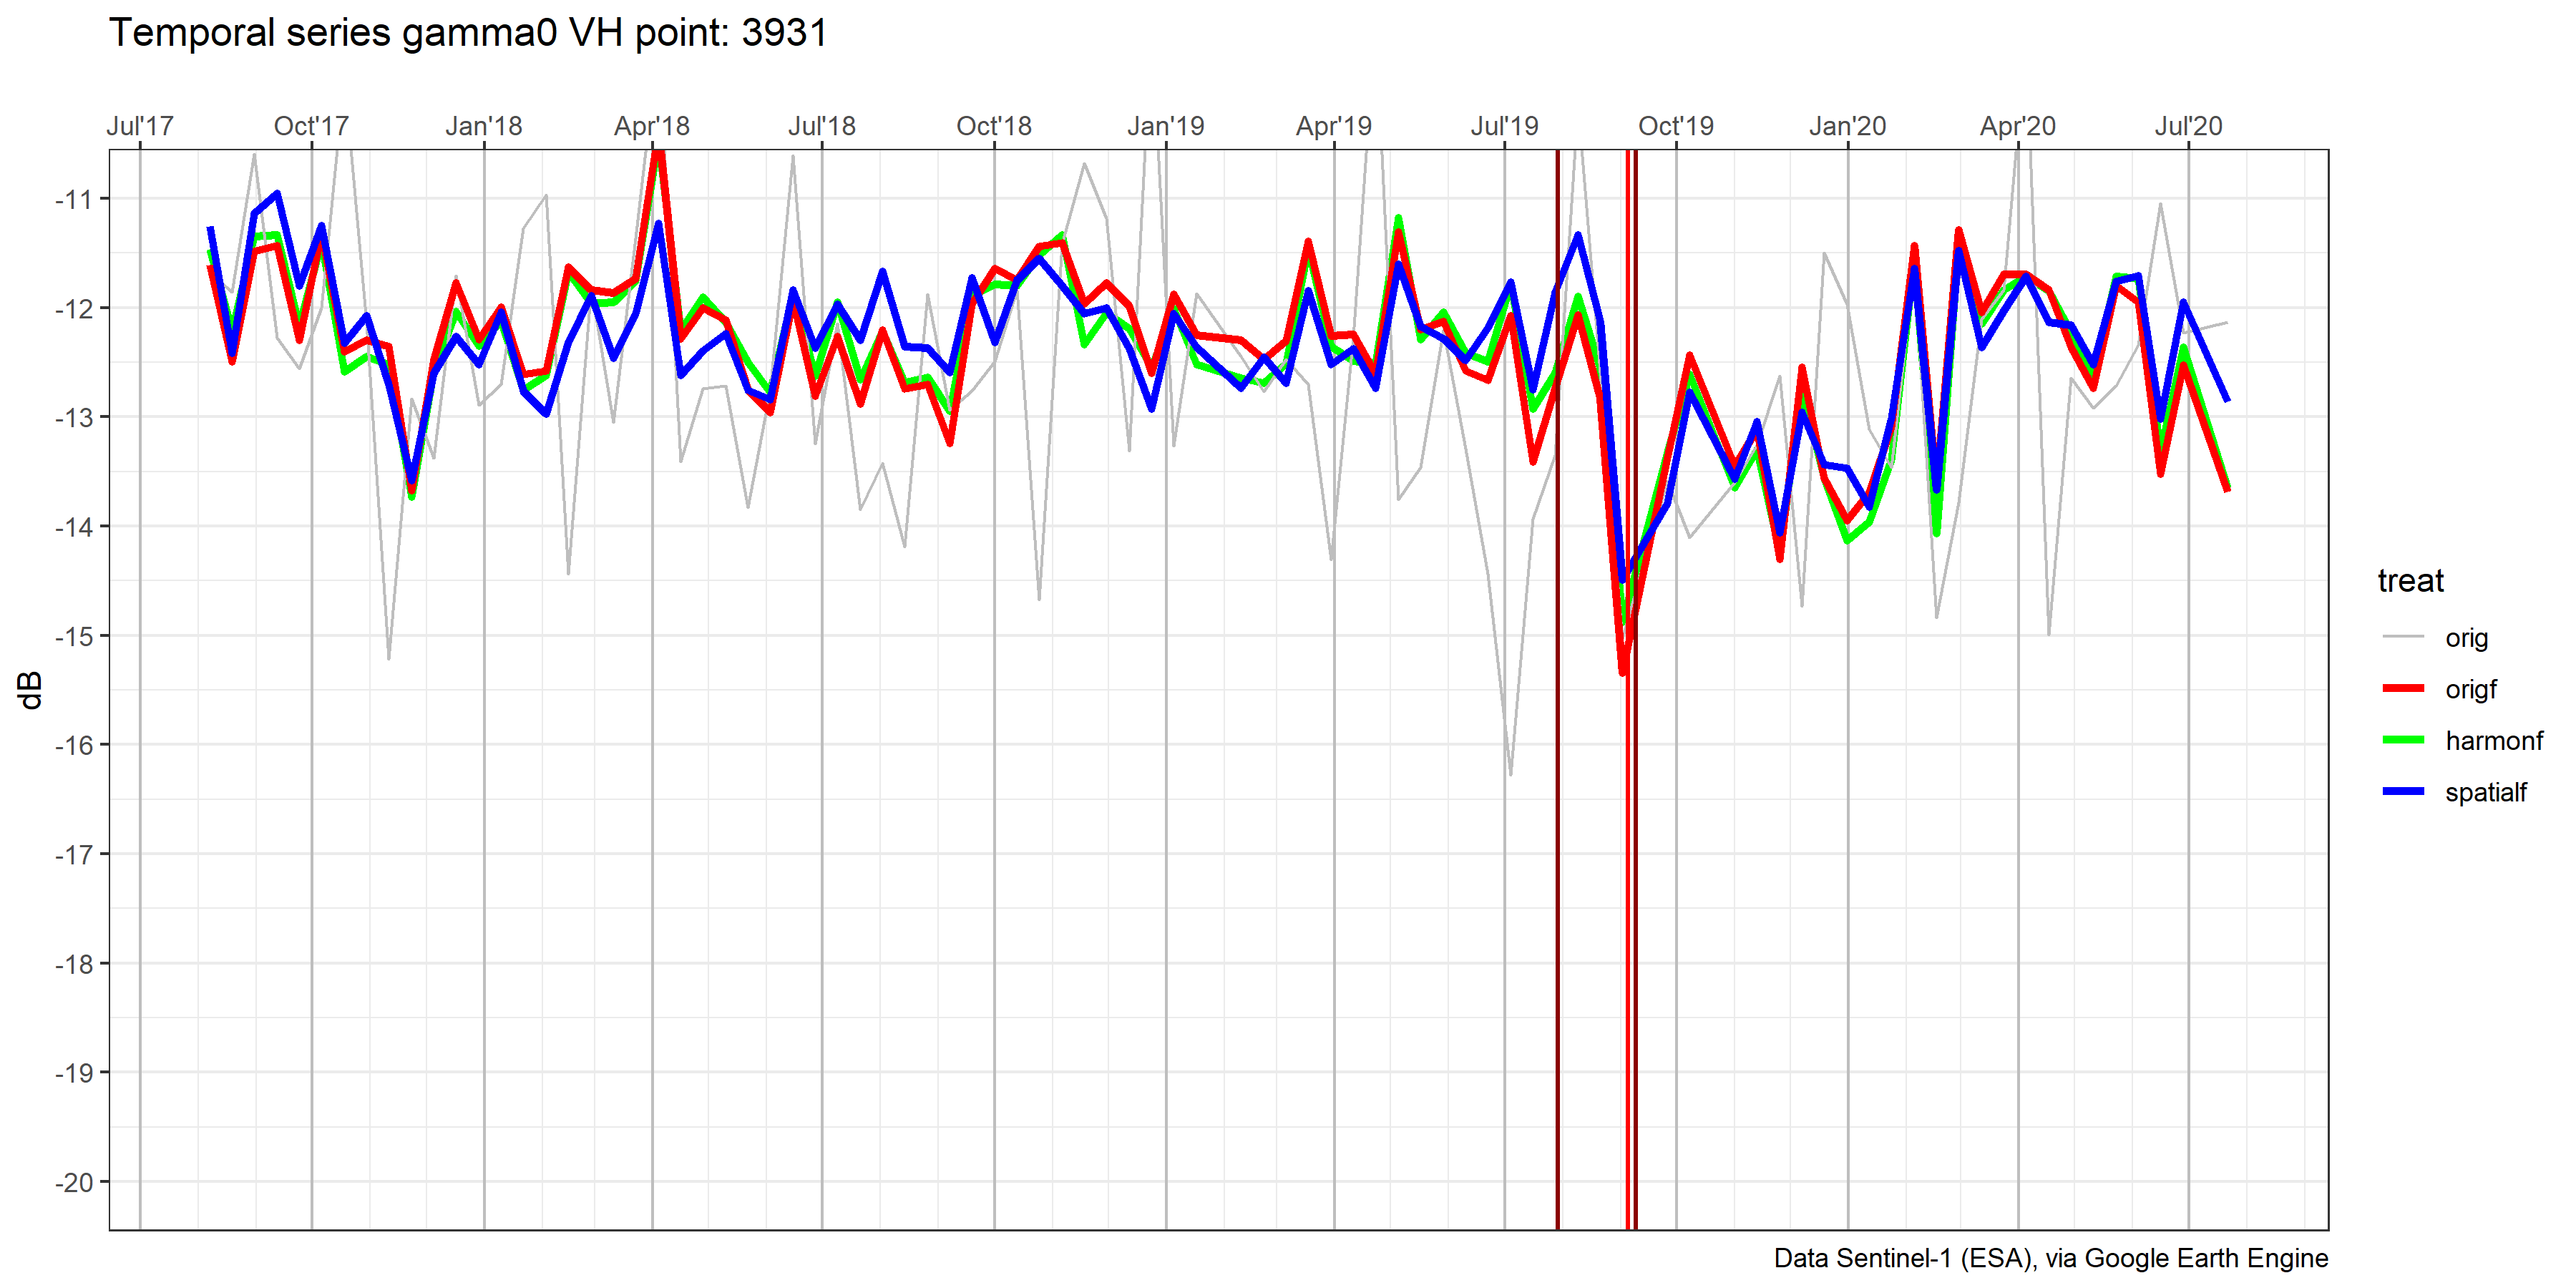 Temporal series gamma0 VH point: 3931
Jul'17 Oct'17 Jan'18 Apr'18 Jul'18 Oct'18 Jan'19 Apr'19 Jul'19 Oct'19 Jan'20 Apr'20 Jul'20
-11
-12
-13
-14
-15
-16
-17
-18
-19
-20
dB
treat
orig
origf
harmonf
spatialf
Data Sentinel-1 (ESA), via Google Earth Engine